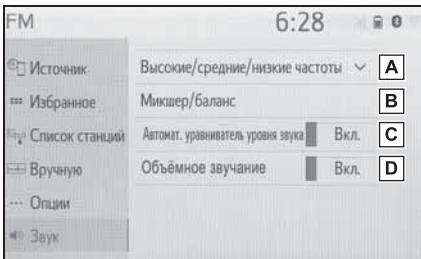 FM
6:28
Источник
Избранное
Список станций
Вручную
Опции
Звук
Высокие/средние/низкие частоты
A
Микшер/баланс
B
Автомат. уравниватель уровня звука
Вкл.
C
Объёмное звучание
Вкл.
D